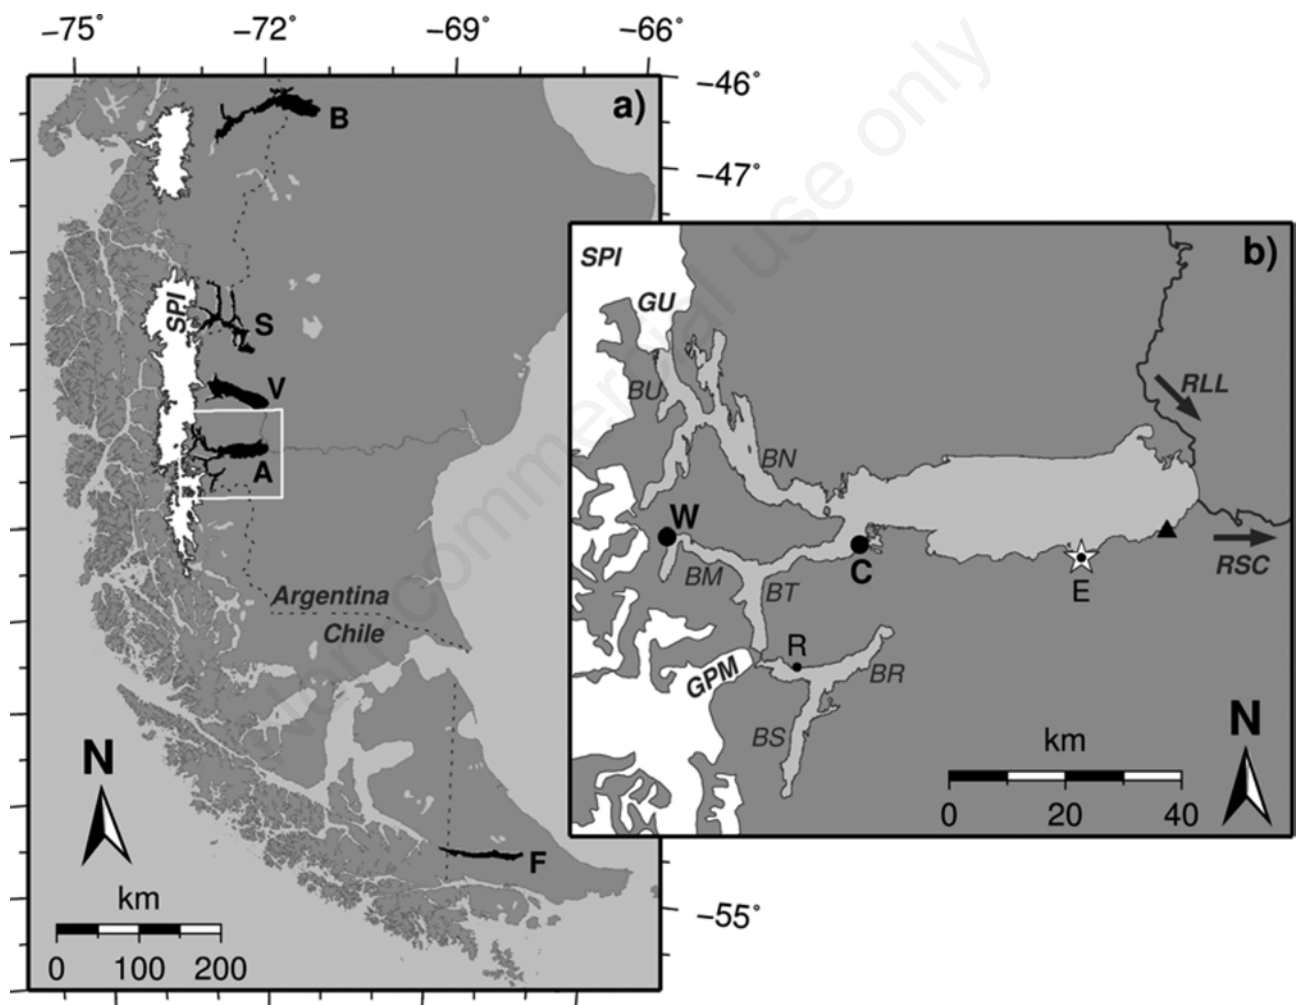 −75°
−72°
−69°
−66°
−46°
−47°
−55°
a)
B
SPI
S
V
A
Argentina
Chile
F
N
km
0 100 200
b)
SPI
GU
BU
BN
RLL
W
C
RSC
BM
BT
E
R
GPM
BR
BS
N
km
0 20 40
non-commercial use only